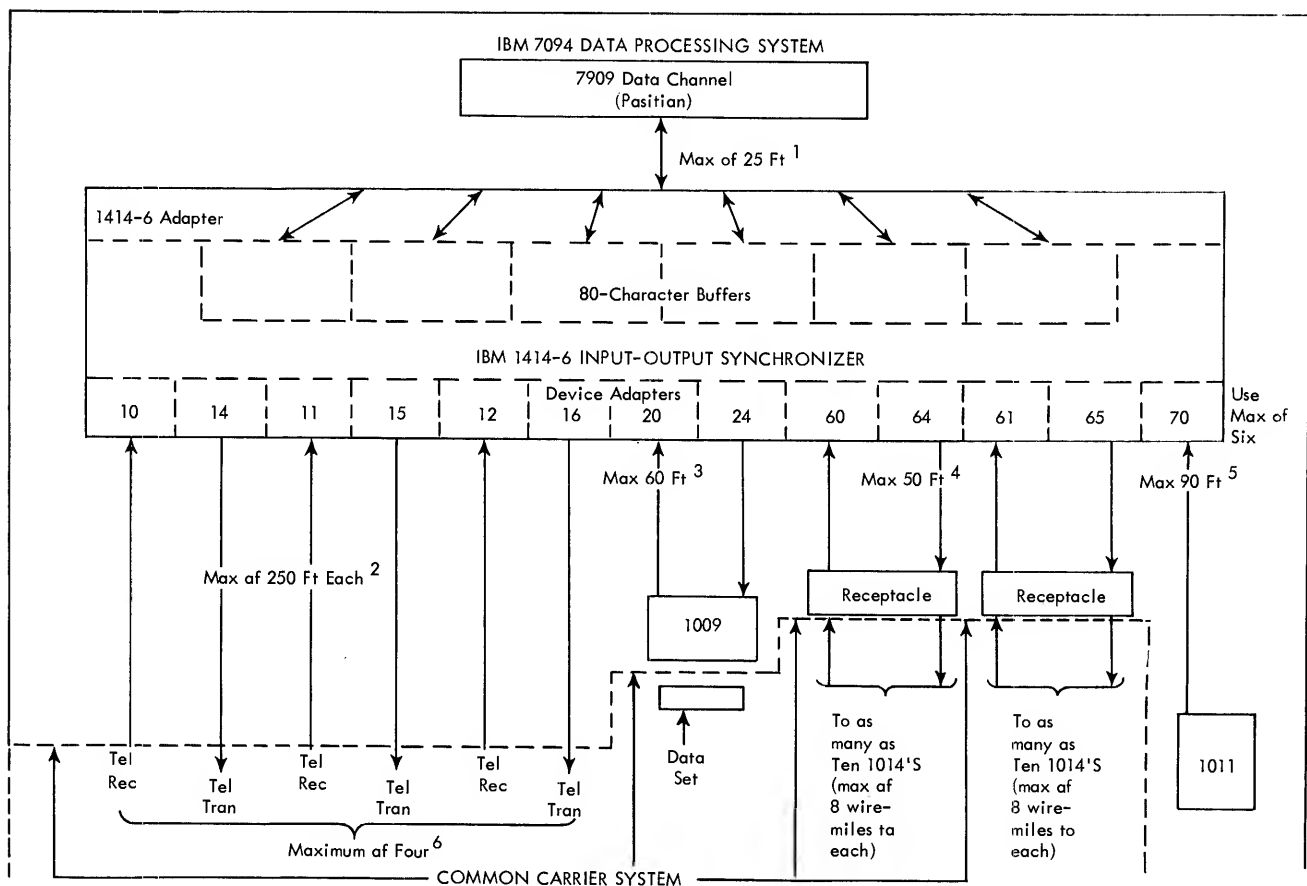 IBM 7094 DATA PROCESSING SYSTEM
7909 Data Channel
(Pasitian)
Max of 25 Ft 1
1414-6 Adapter
80-Character Buffers
IBM 1414-6 INPUT-OUTPUT SYNCHRONIZER
Device Adapters
10 14 11 15 12 16 20 24 60 64 61 65 70
Use
Max of
Six
Max 60 Ft 3
Max 50 Ft 4
Max 90 Ft 5
Max af 250 Ft Each 2
Receptacle
Receptacle
1009
1011
Tel
Rec
Tel
Tran
Tel
Rec
Tel
Tran
Tel
Rec
Tel
Tran
Data
Set
To as
many as
Ten 1014'S
(max af
8 wire-
miles ta
each)
To as
many as
Ten 1014'S
(max af
8 wire-
miles to
each)
Maximum af Four 6
COMMON CARRIER SYSTEM